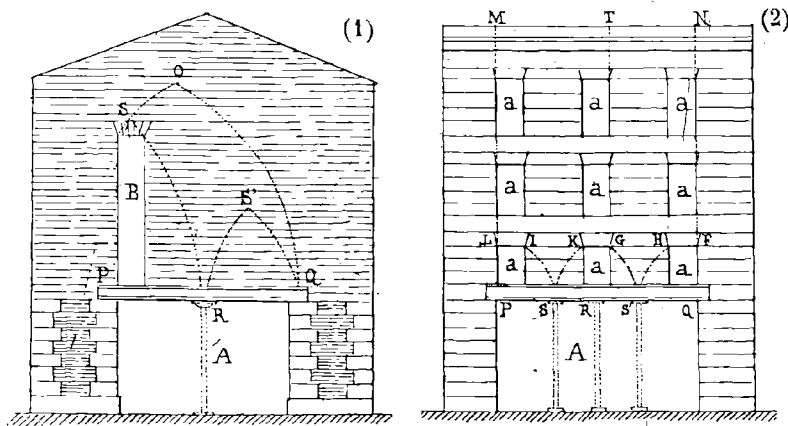 (1)
O
S
B
S'
P
Q
R
A
M T N (2)
a a a
a a a
L I K G H F
a a a
P S R S' Q
A